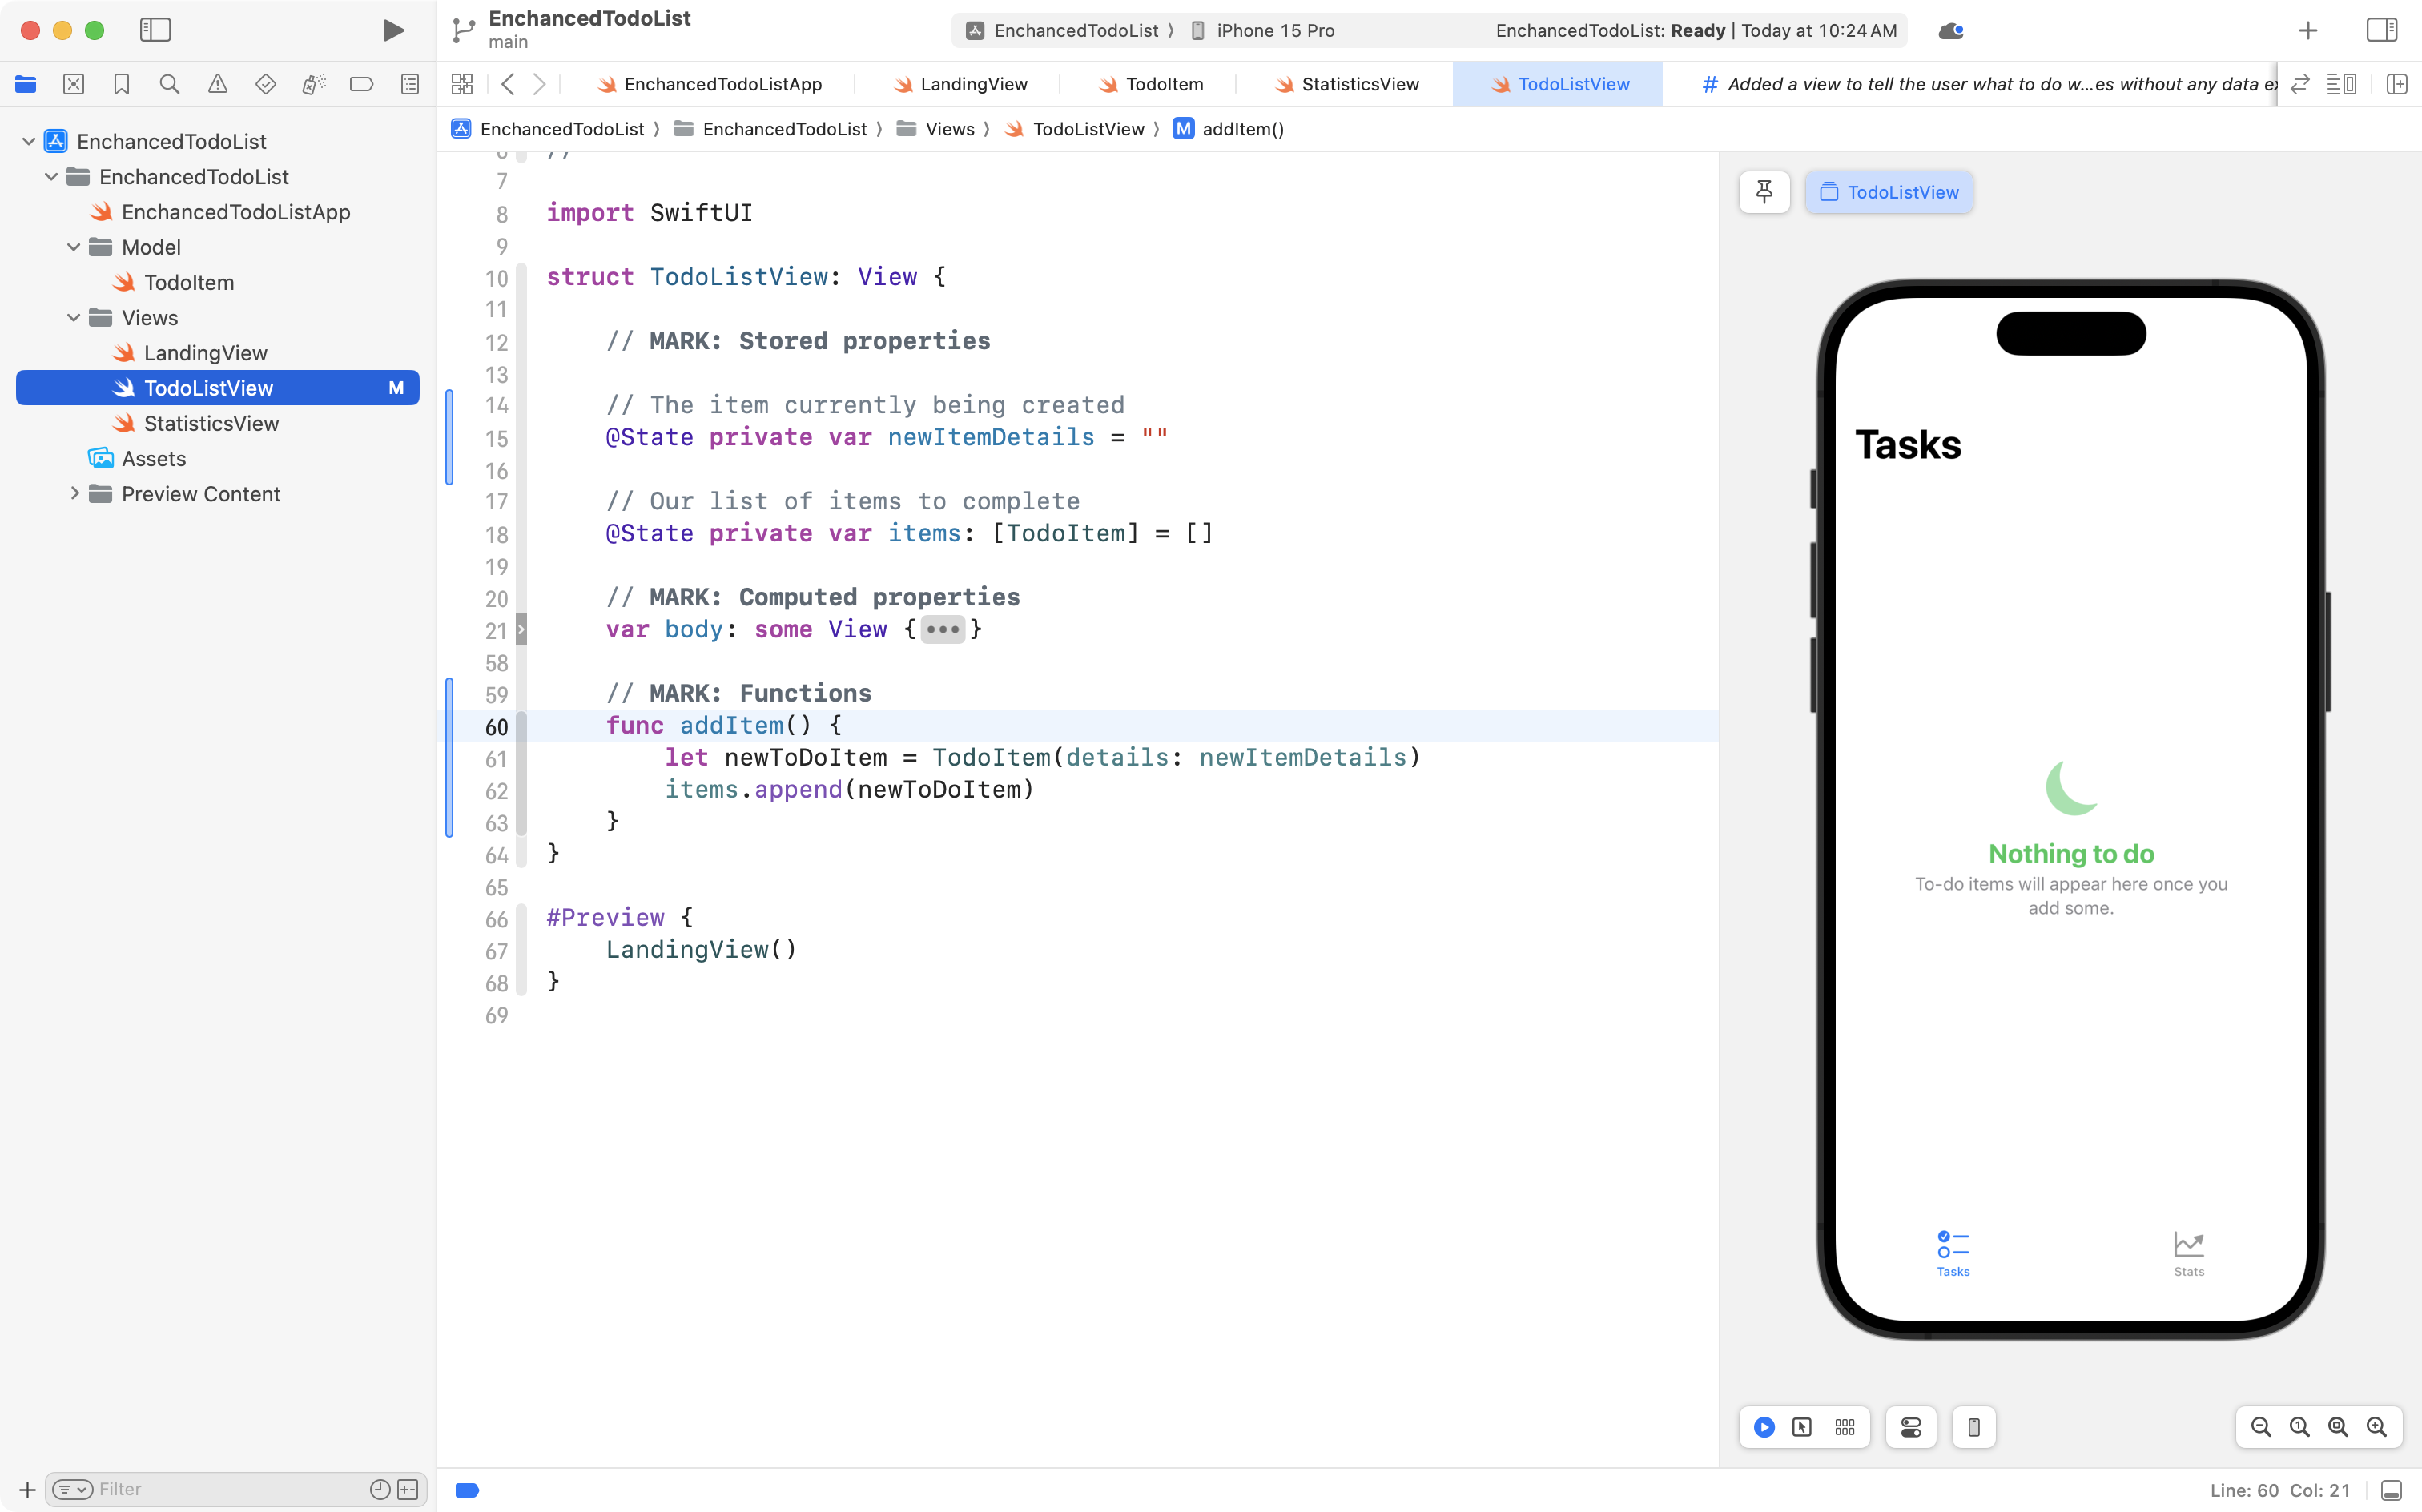 EnchancedTodoList
main
EnchancedTodoList ⟩ iPhone 15 Pro
EnchancedTodoList: Ready | Today at 10:24 AM
EnchancedTodoListApp
LandingView
TodoItem
StatisticsView
TodoListView
# Added a view to tell the user what to do w...es without any data ex
EnchancedTodoList ⟩ EnchancedTodoList ⟩ Views ⟩ TodoListView ⟩ M addItem()
EnchancedTodoList
EnchancedTodoList
EnchancedTodoListApp
Model
TodoItem
Views
LandingView
TodoListView M
StatisticsView
Assets
Preview Content
6 //
7
8 import SwiftUI
9
10 struct TodoListView: View {
11
12 // MARK: Stored properties
13
14 // The item currently being created
15 @State private var newItemDetails = ""
16
17 // Our list of items to complete
18 @State private var items: [TodoItem] = []
19
20 // MARK: Computed properties
21 var body: some View {•••}
58
59 // MARK: Functions
60 func addItem() {
61 let newToDoItem = TodoItem(details: newItemDetails)
62 items.append(newToDoItem)
63 }
64 }
65
66 #Preview {
67 LandingView()
68 }
69
TodoListView
Tasks
Nothing to do
To-do items will appear here once you
add some.
Tasks
Stats
Filter
Line: 60 Col: 21